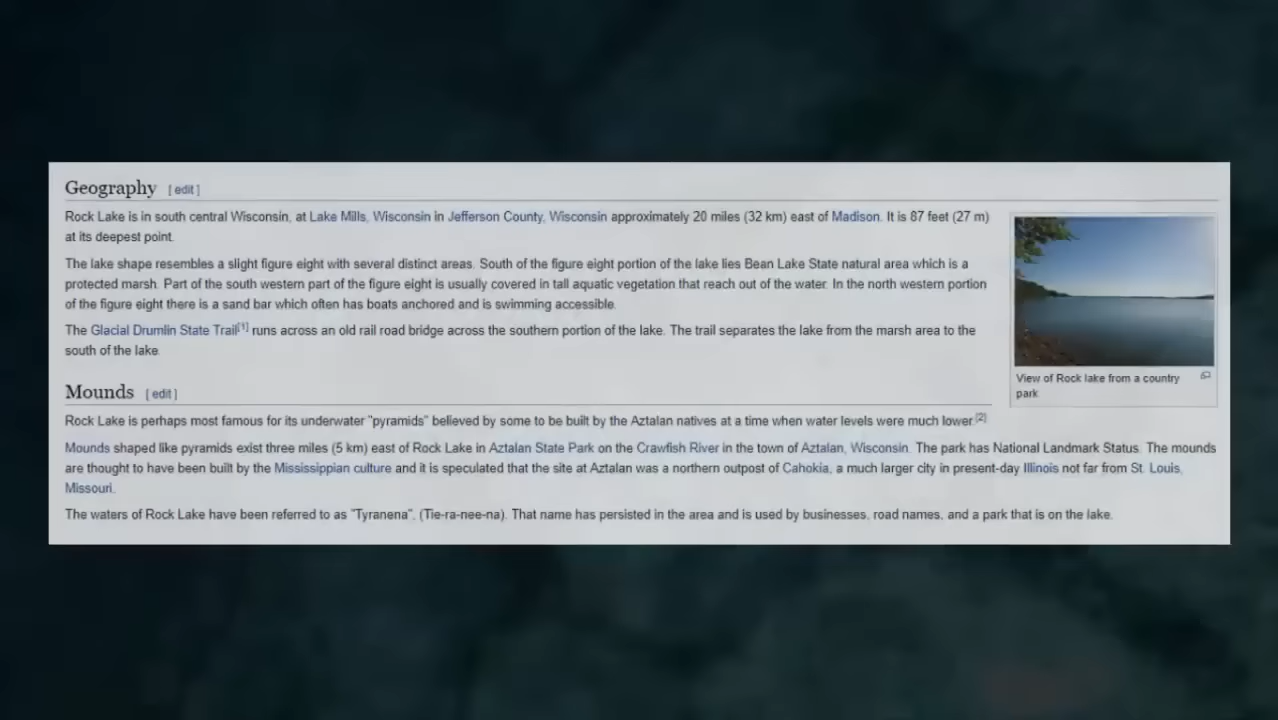 Geography [ edit ]
Rock Lake is in south central Wisconsin, at Lake Mills, Wisconsin in Jefferson County, Wisconsin approximately 20 miles (32 km) east of Madison. It is 87 feet (27 m)
at its deepest point.
The lake shape resembles a slight figure eight with several distinct areas. South of the figure eight portion of the lake lies Bean Lake State natural area which is a
protected marsh. Part of the south western part of the figure eight is usually covered in tall aquatic vegetation that reach out of the water. In the north western portion
of the figure eight there is a sand bar which often has boats anchored and is swimming accessible.
The Glacial Drumlin State Trail[1] runs across an old rail road bridge across the southern portion of the lake. The trail separates the lake from the marsh area to the
south of the lake.
View of Rock lake from a country
park
Mounds [ edit ]
Rock Lake is perhaps most famous for its underwater "pyramids" believed by some to be built by the Aztalan natives at a time when water levels were much lower.[2]
Mounds shaped like pyramids exist three miles (5 km) east of Rock Lake in Aztalan State Park on the Crawfish River in the town of Aztalan, Wisconsin. The park has National Landmark Status. The mounds
are thought to have been built by the Mississippian culture and it is speculated that the site at Aztalan was a northern outpost of Cahokia, a much larger city in present-day Illinois not far from St. Louis,
Missouri.
The waters of Rock Lake have been referred to as "Tyranena", (Tie-ra-nee-na). That name has persisted in the area and is used by businesses, road names, and a park that is on the lake.